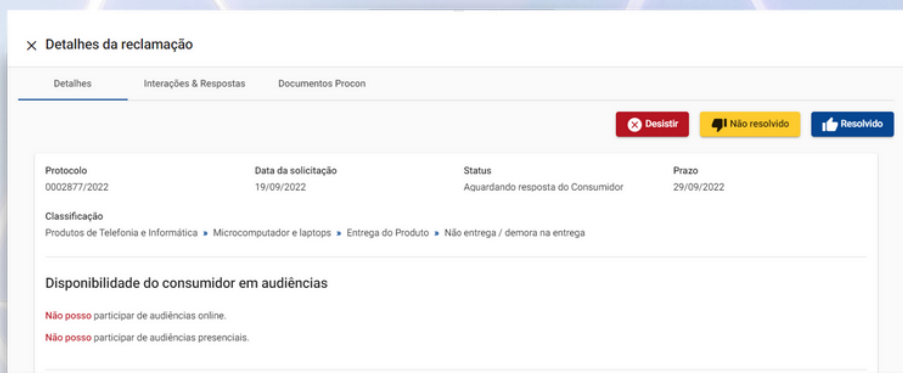 × Detalhes da reclamação
Detalhes Interações & Respostas Documentos Procon
Desistir Não resolvido Resolvido
Protocolo Data da solicitação Status Prazo
0002877/2022 19/09/2022 Aguardando resposta do Consumidor 29/09/2022
Classificação
Produtos de Telefonia e Informática » Microcomputador e laptops » Entrega do Produto » Não entrega / demora na entrega
Disponibilidade do consumidor em audiências
Não posso participar de audiências online.
Não posso participar de audiências presenciais.